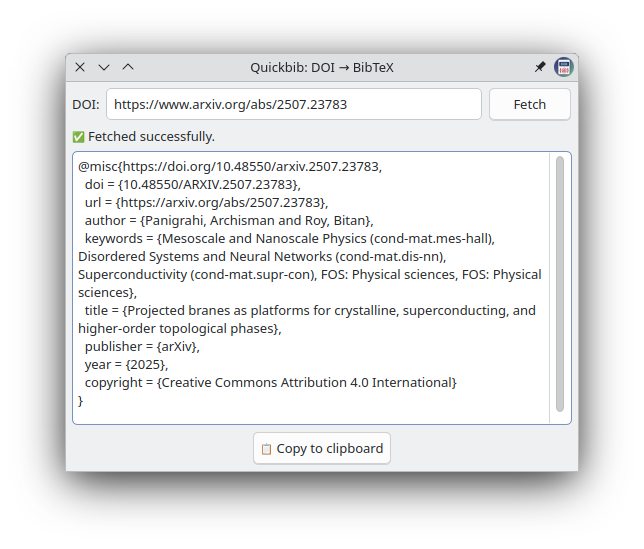 Quickbib: DOI → BibTeX
DOI: https://www.arxiv.org/abs/2507.23783 Fetch
✅ Fetched successfully.
@misc{https://doi.org/10.48550/arxiv.2507.23783,
  doi = {10.48550/ARXIV.2507.23783},
  url = {https://arxiv.org/abs/2507.23783},
  author = {Panigrahi, Archisman and Roy, Bitan},
  keywords = {Mesoscale and Nanoscale Physics (cond-mat.mes-hall),
Disordered Systems and Neural Networks (cond-mat.dis-nn),
Superconductivity (cond-mat.supr-con), FOS: Physical sciences, FOS: Physical
sciences},
  title = {Projected branes as platforms for crystalline, superconducting, and
higher-order topological phases},
  publisher = {arXiv},
  year = {2025},
  copyright = {Creative Commons Attribution 4.0 International}
}
📋 Copy to clipboard